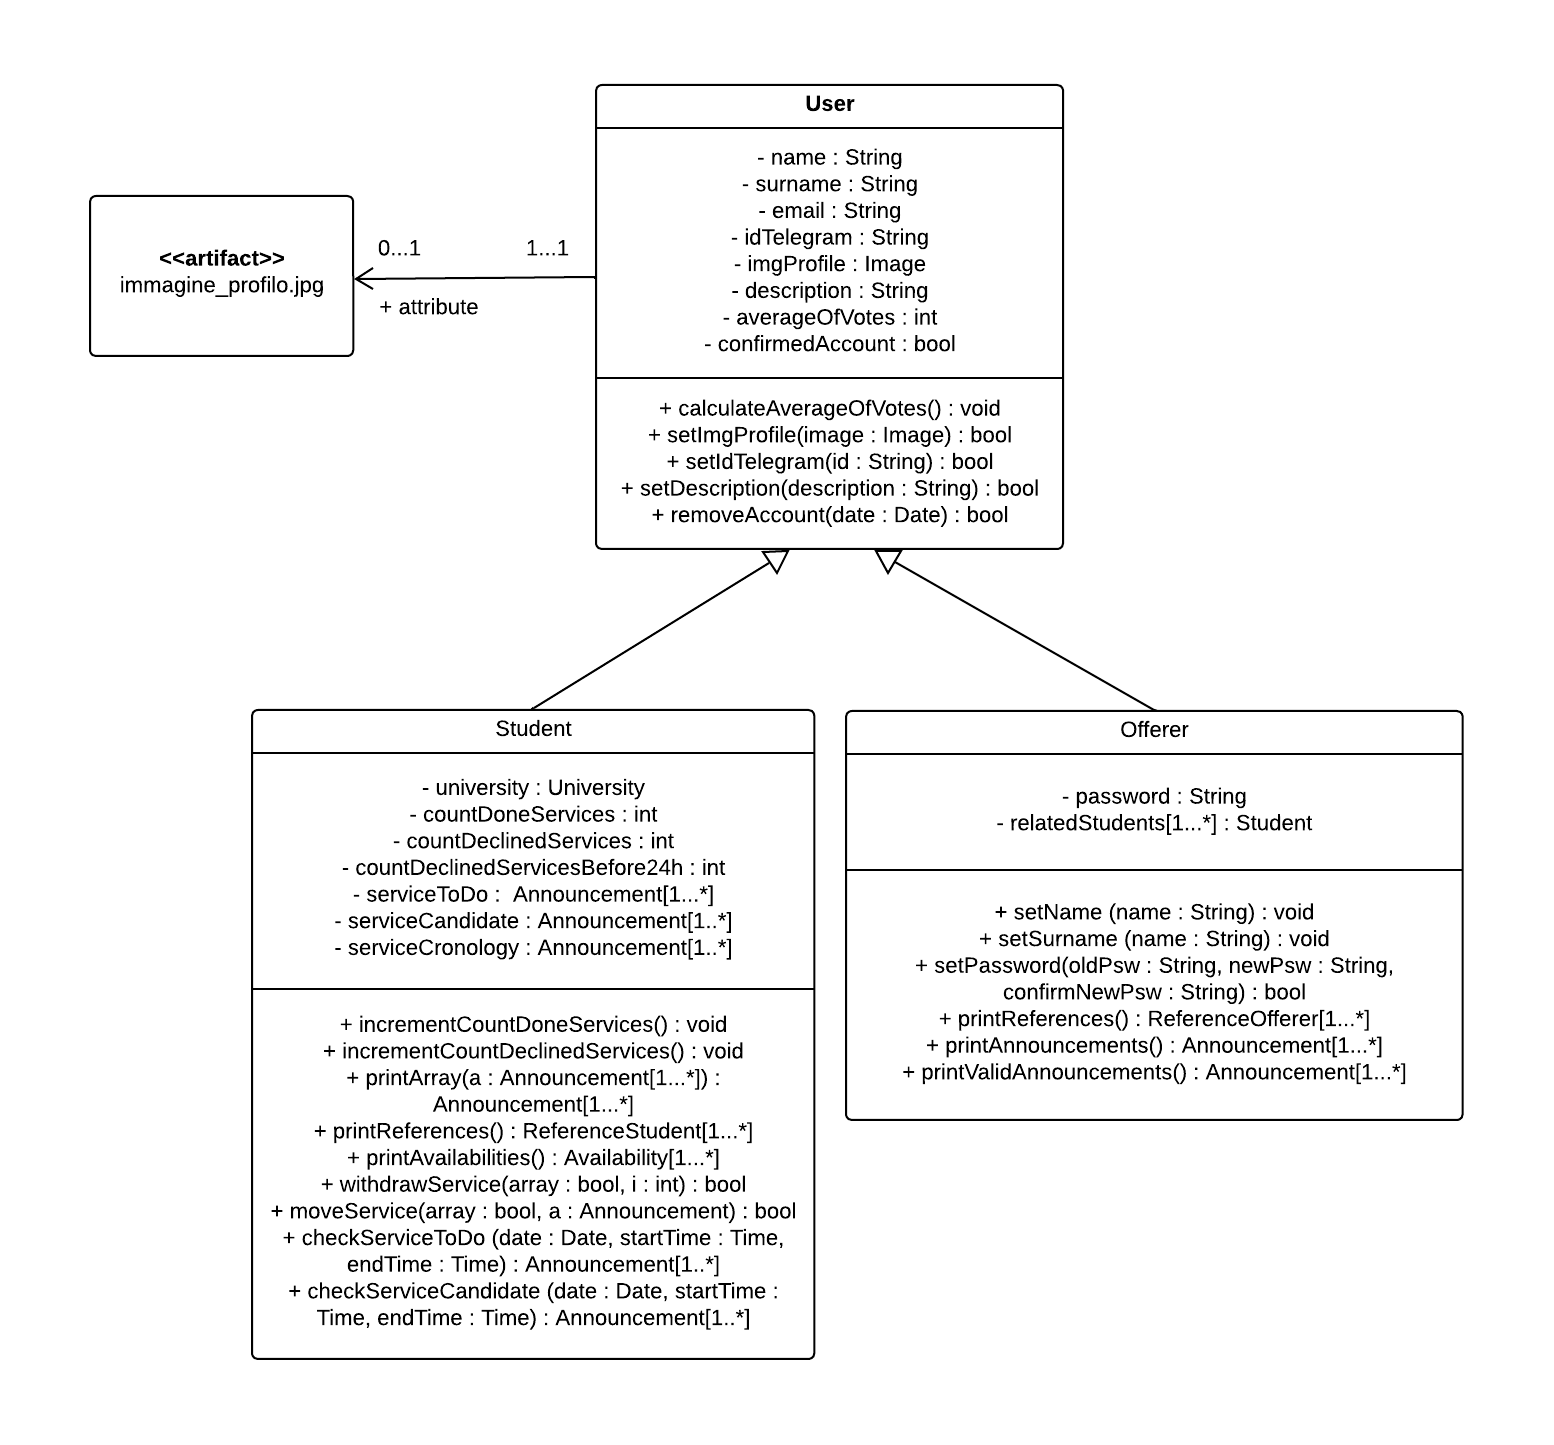 User
- name : String
- surname : String
- email : String
- idTelegram : String
- imgProfile : Image
- description : String
- averageOfVotes : int
- confirmedAccount : bool
+ calculateAverageOfVotes() : void
+ setImgProfile(image : Image) : bool
+ setIdTelegram(id : String) : bool
+ setDescription(description : String) : bool
+ removeAccount(date : Date) : bool
<<artifact>>
immagine_profilo.jpg
0...1
1...1
+ attribute
Student
- university : University
- countDoneServices : int
- countDeclinedServices : int
- countDeclinedServicesBefore24h : int
- serviceToDo :  Announcement[1...*]
- serviceCandidate : Announcement[1..*]
- serviceCronology : Announcement[1..*]
+ incrementCountDoneServices() : void
+ incrementCountDeclinedServices() : void
+ printArray(a : Announcement[1...*]) :
Announcement[1...*]
+ printReferences() : ReferenceStudent[1...*]
+ printAvailabilities() : Availability[1...*]
+ withdrawService(array : bool, i : int) : bool
+ moveService(array : bool, a : Announcement) : bool
+ checkServiceToDo (date : Date, startTime : Time,
endTime : Time) : Announcement[1..*]
+ checkServiceCandidate (date : Date, startTime :
Time, endTime : Time) : Announcement[1..*]
Offerer
- password : String
- relatedStudents[1...*] : Student
+ setName (name : String) : void
+ setSurname (name : String) : void
+ setPassword(oldPsw : String, newPsw : String,
confirmNewPsw : String) : bool
+ printReferences() : ReferenceOfferer[1...*]
+ printAnnouncements() : Announcement[1...*]
+ printValidAnnouncements() : Announcement[1...*]